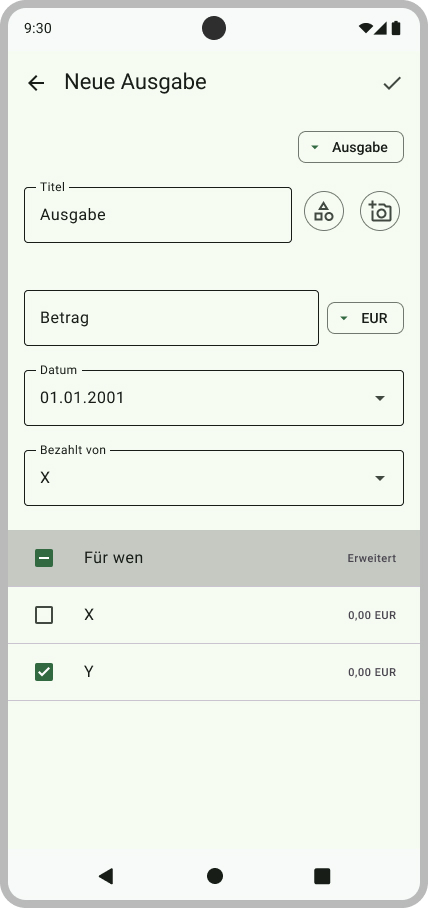 9:30
Neue Ausgabe
Ausgabe
Titel
Ausgabe
Betrag
EUR
Datum
01.01.2001
Bezahlt von
X
Für wen
Erweitert
X
0,00 EUR
Y
0,00 EUR